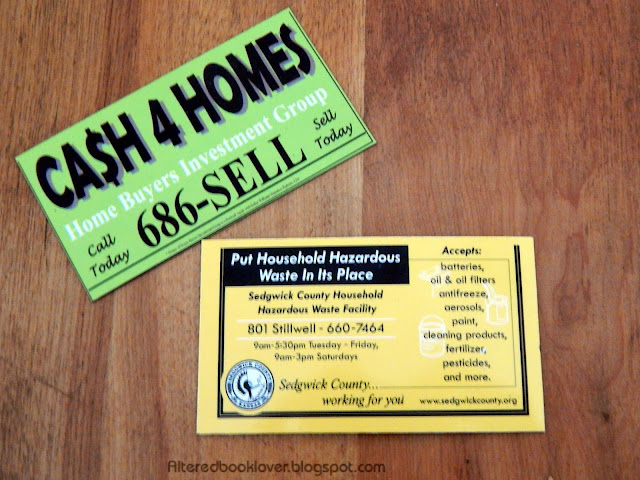 CA$H 4 HOMES
Home Buyers Investment Group
Call
Today
686-SELL
Sell
Today
Put Household Hazardous
Waste In Its Place
Sedgwick County Household
Hazardous Waste Facility
801 Stillwell - 660-7464
9am-5:30pm Tuesday - Friday,
9am-3pm Saturdays
Sedgwick County...
working for you
Accepts:
batteries,
oil & oil filters
antifreeze,
aerosols,
paint,
cleaning products,
fertilizer,
pesticides,
and more.
www.sedgwickcounty.org
Alteredbooklover.blogspot.com